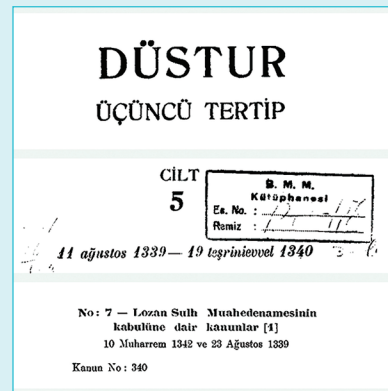 DÜSTUR
ÜÇÜNCÜ TERTİP
CİLT
5
B. M. M.
Kütüphanesi
Es. No. :
Remiz :
11 ağustos 1339 — 19 teşrinievvel 1340
No: 7 — Lozan Sulh Muahedenamesinin
kabulüne dair kanunlar [1]
10 Muharrem 1342 ve 23 Ağustos 1339
Kanun No : 340